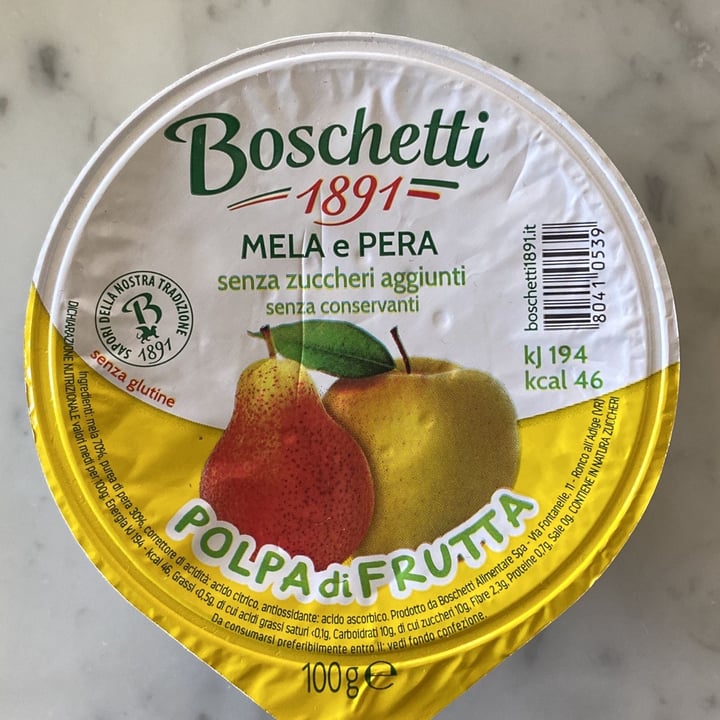 Boschetti
1891
MELA e PERA
senza zuccheri aggiunti
senza conservanti
SAPORI DELLA NOSTRA TRADIZIONE
B
1891
senza glutine
boschetti1891.it
8041 0539
kJ 194
kcal 46
POLPA di FRUTTA
Ingredienti: mela 70%, purea di pera 30%, correttore di acidità: acido citrico, antiossidante: acido ascorbico. Prodotto da Boschetti Alimentare Spa - Via Fontanelle, 11 - Ronco all'Adige (VR)
DICHIARAZIONE NUTRIZIONALE valori medi per 100g: Energia kJ 194 - kcal 46, Grassi <0,5g, di cui acidi grassi saturi <0,1g, Carboidrati 10g, di cui zuccheri 10g, Fibre 2,3g, Proteine 0,7g, Sale 0g. CONTIENE IN NATURA ZUCCHERI
Da consumarsi preferibilmente entro il: vedi fondo confezione.
100 g e